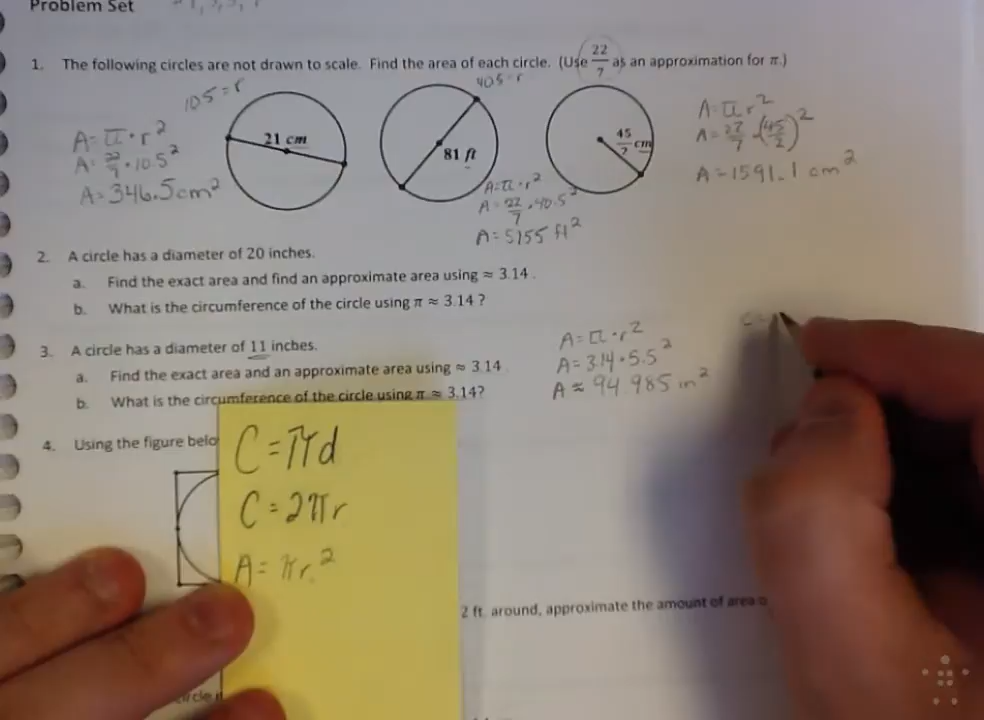 Problem Set
1. The following circles are not drawn to scale. Find the area of each circle. (Use 22/7 as an approximation for π.)
10.5 = r
40.5 = r
A = π · r²
A = 22/7 · 10.5²
A = 346.5 cm²
21 cm
81 ft
45/2 cm
A = π r²
A = 22/7 · (45/2)²
A = 1591.1 cm²
A = π · r²
A = 22/7 · 40.5²
A = 5155 ft²
2. A circle has a diameter of 20 inches.
a. Find the exact area and find an approximate area using ≈ 3.14 .
b. What is the circumference of the circle using π ≈ 3.14 ?
3. A circle has a diameter of 11 inches.
a. Find the exact area and an approximate area using ≈ 3.14 .
b. What is the circumference of the circle using π ≈ 3.14?
A = π · r²
A = 3.14 · 5.5²
A ≈ 94.985 in²
C =
4. Using the figure belo
C = πd
C = 2πr
A = πr²
2 ft. around, approximate the amount of area